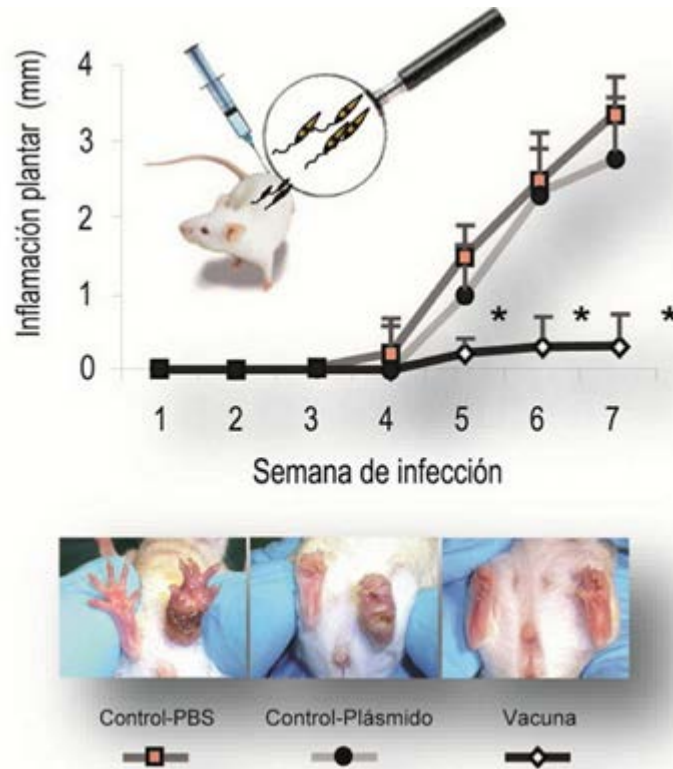 Inflamación plantar (mm)
4
3
2
1
0
*
*
*
1 2 3 4 5 6 7
Semana de infección
Control-PBS Control-Plásmido Vacuna